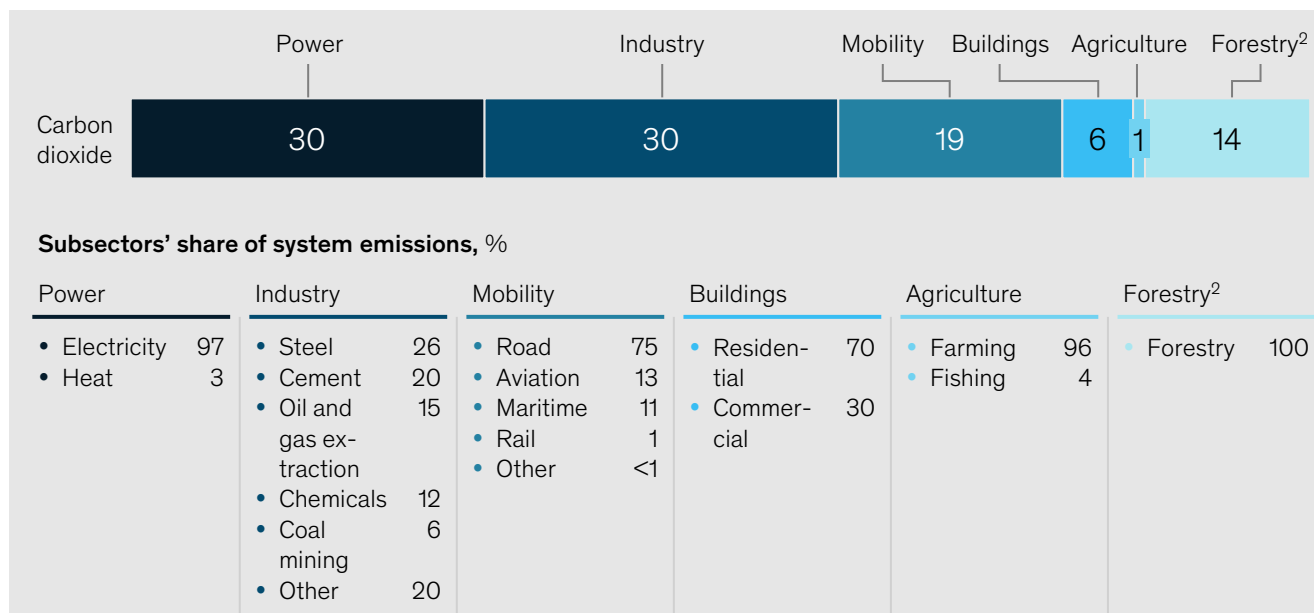 Power Industry Mobility Buildings Agriculture Forestry2
Carbon
dioxide
30 30 19 6 1 14
Subsectors’ share of system emissions, %
Power
• Electricity 97
• Heat 3
Industry
• Steel 26
• Cement 20
• Oil and 15
gas ex-
traction
• Chemicals 12
• Coal 6
mining
• Other 20
Mobility
• Road 75
• Aviation 13
• Maritime 11
• Rail 1
• Other <1
Buildings
• Residen- 70
tial
• Commer- 30
cial
Agriculture
• Farming 96
• Fishing 4
Forestry2
• Forestry 100